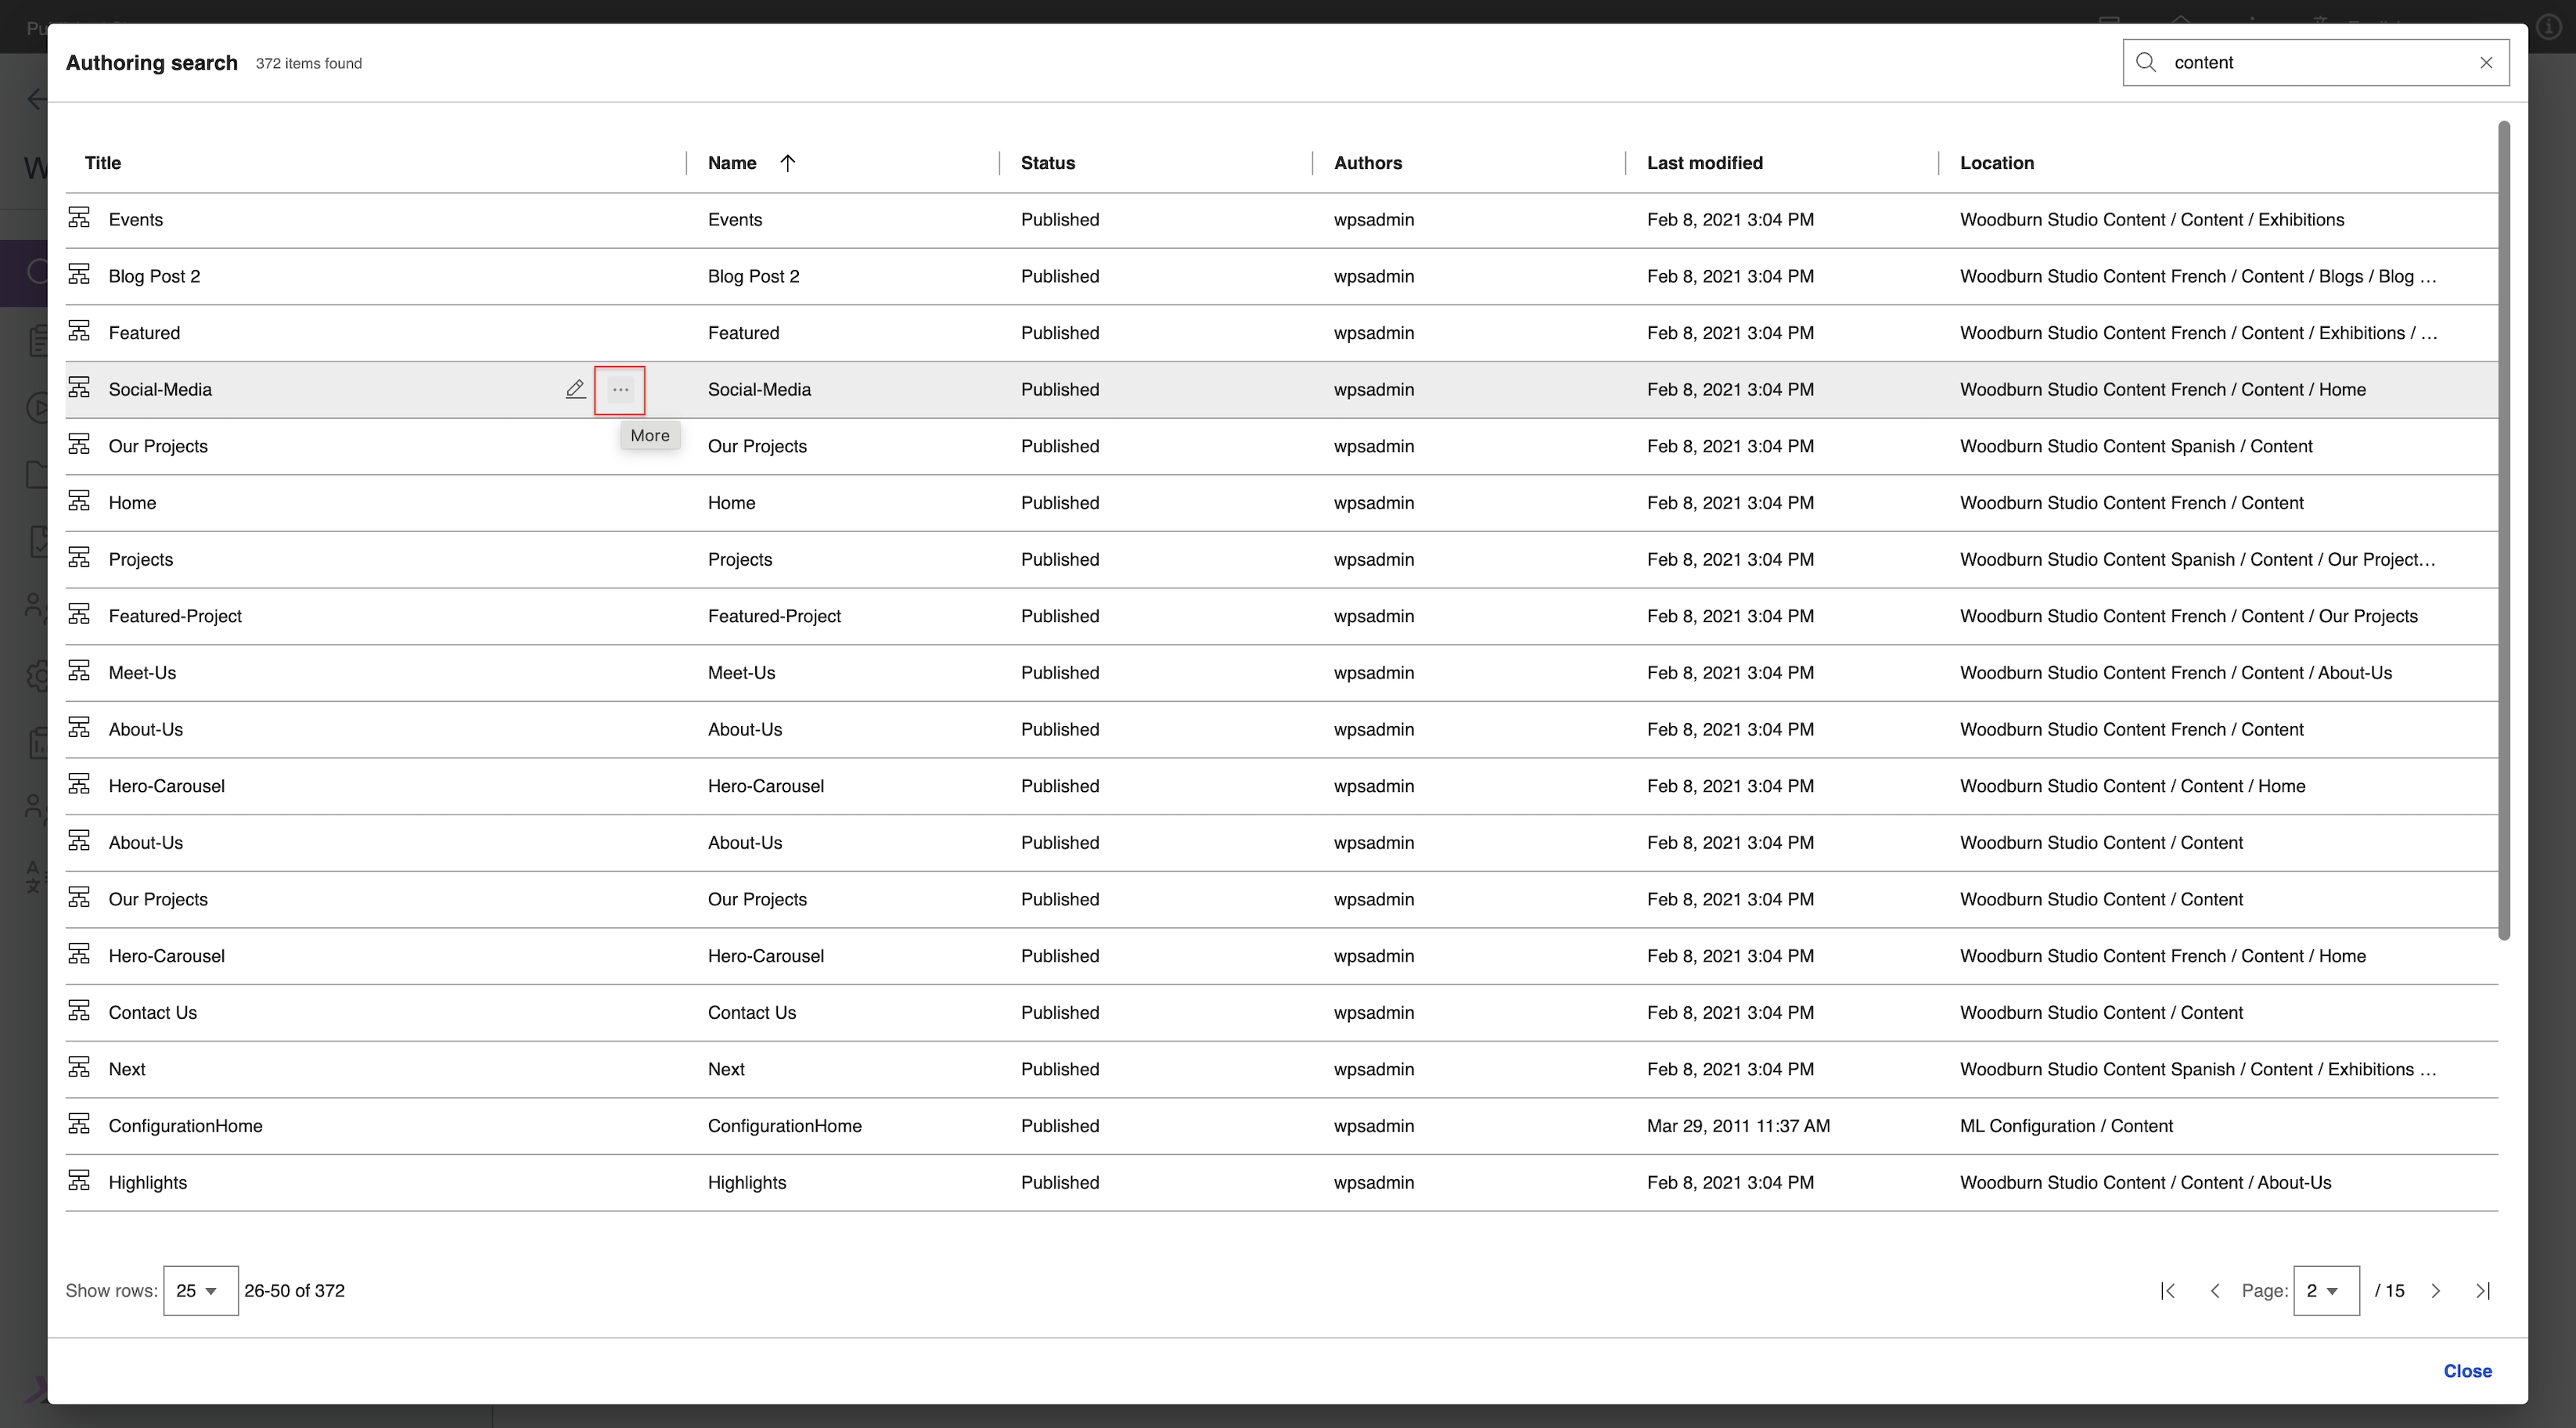 Authoring search 372 items found content
Title Name Status Authors Last modified Location
Events Events Published wpsadmin Feb 8, 2021 3:04 PM Woodburn Studio Content / Content / Exhibitions
Blog Post 2 Blog Post 2 Published wpsadmin Feb 8, 2021 3:04 PM Woodburn Studio Content French / Content / Blogs / Blog …
Featured Featured Published wpsadmin Feb 8, 2021 3:04 PM Woodburn Studio Content French / Content / Exhibitions / …
Social-Media Social-Media Published wpsadmin Feb 8, 2021 3:04 PM Woodburn Studio Content French / Content / Home
More
Our Projects Our Projects Published wpsadmin Feb 8, 2021 3:04 PM Woodburn Studio Content Spanish / Content
Home Home Published wpsadmin Feb 8, 2021 3:04 PM Woodburn Studio Content French / Content
Projects Projects Published wpsadmin Feb 8, 2021 3:04 PM Woodburn Studio Content Spanish / Content / Our Project…
Featured-Project Featured-Project Published wpsadmin Feb 8, 2021 3:04 PM Woodburn Studio Content French / Content / Our Projects
Meet-Us Meet-Us Published wpsadmin Feb 8, 2021 3:04 PM Woodburn Studio Content French / Content / About-Us
About-Us About-Us Published wpsadmin Feb 8, 2021 3:04 PM Woodburn Studio Content French / Content
Hero-Carousel Hero-Carousel Published wpsadmin Feb 8, 2021 3:04 PM Woodburn Studio Content / Content / Home
About-Us About-Us Published wpsadmin Feb 8, 2021 3:04 PM Woodburn Studio Content / Content
Our Projects Our Projects Published wpsadmin Feb 8, 2021 3:04 PM Woodburn Studio Content / Content
Hero-Carousel Hero-Carousel Published wpsadmin Feb 8, 2021 3:04 PM Woodburn Studio Content French / Content / Home
Contact Us Contact Us Published wpsadmin Feb 8, 2021 3:04 PM Woodburn Studio Content / Content
Next Next Published wpsadmin Feb 8, 2021 3:04 PM Woodburn Studio Content Spanish / Content / Exhibitions …
ConfigurationHome ConfigurationHome Published wpsadmin Mar 29, 2011 11:37 AM ML Configuration / Content
Highlights Highlights Published wpsadmin Feb 8, 2021 3:04 PM Woodburn Studio Content / Content / About-Us
Show rows: 25 26-50 of 372 Page: 2 / 15
Close